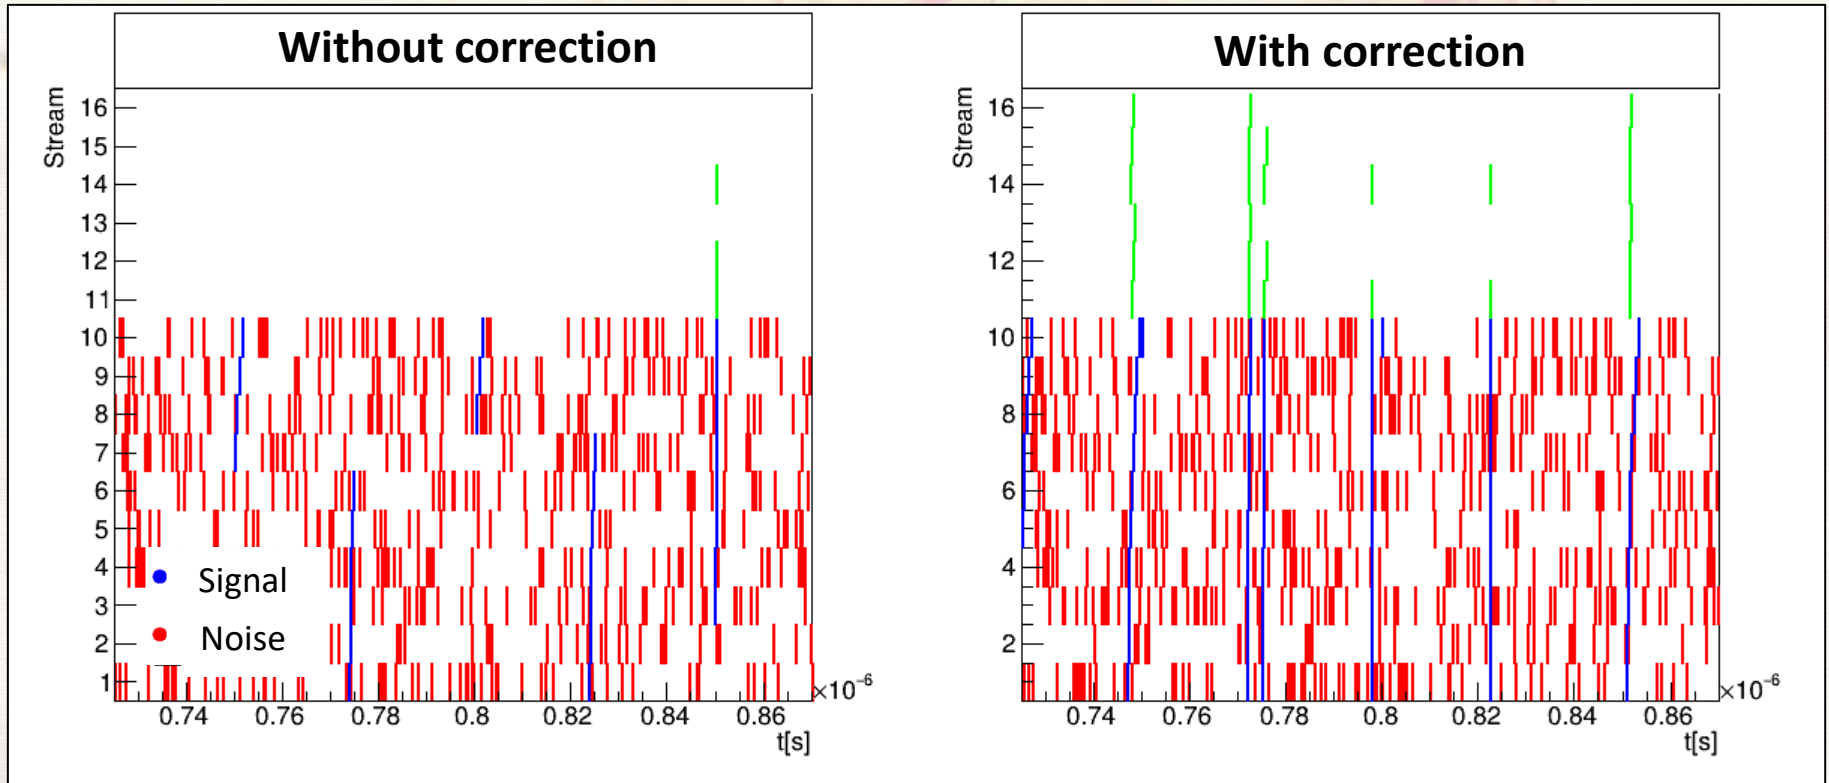 Without correction
Stream
16
15
14
13
12
11
10
9
8
7
6
5
4
3
2
1
Signal
Noise
0.74 0.76 0.78 0.8 0.82 0.84 0.86
×10⁻⁶
t[s]
With correction
Stream
16
14
12
10
8
6
4
2
0.74 0.76 0.78 0.8 0.82 0.84 0.86
×10⁻⁶
t[s]